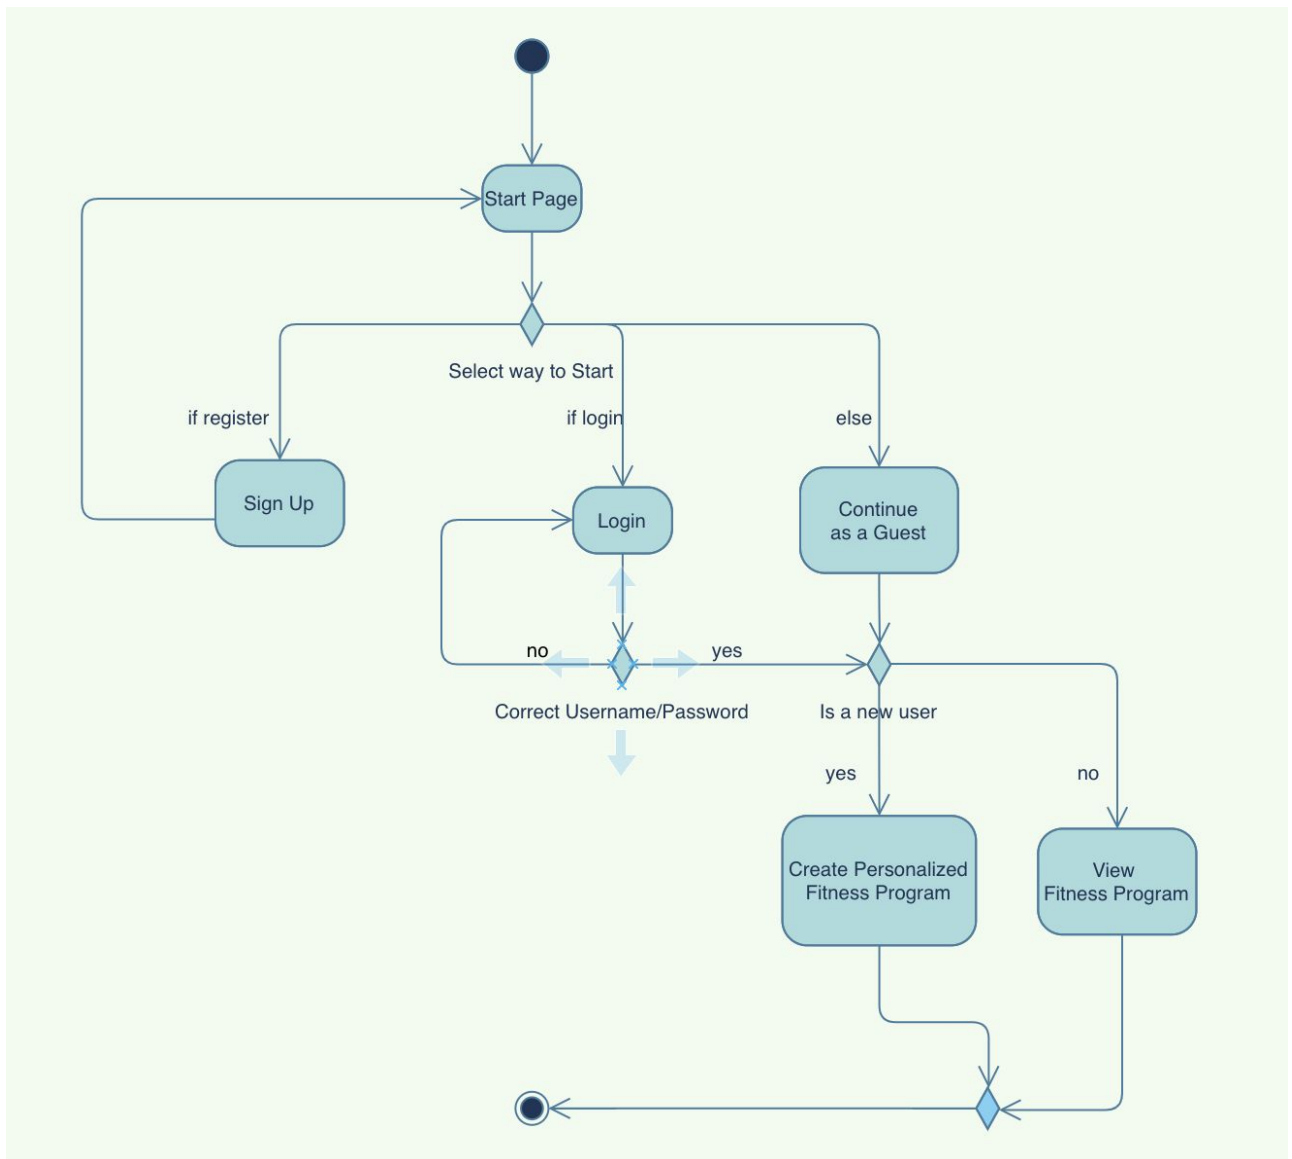 Start Page
Select way to Start
if register
if login
else
Sign Up
Login
Continue
as a Guest
no
yes
Correct Username/Password
Is a new user
yes
no
Create Personalized
Fitness Program
View
Fitness Program